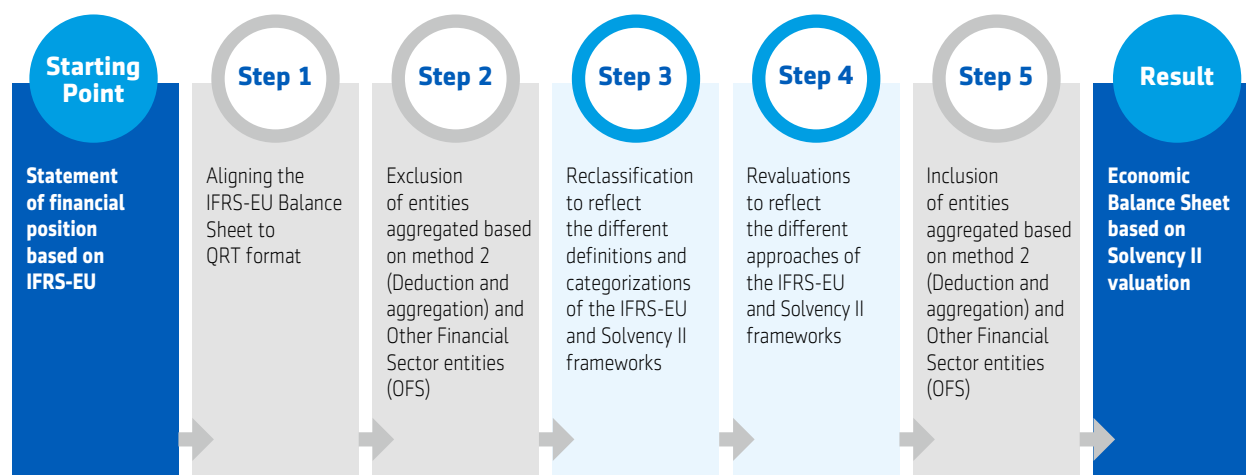 Starting
Point
Statement
of financial
position
based on
IFRS-EU
Step 1
Aligning the
IFRS-EU Balance
Sheet to
QRT format
Step 2
Exclusion
of entities
aggregated based
on method 2
(Deduction and
aggregation) and
Other Financial
Sector entities
(OFS)
Step 3
Reclassification
to reflect
the different
definitions and
categorizations
of the IFRS-EU
and Solvency II
frameworks
Step 4
Revaluations
to reflect
the different
approaches of
the IFRS-EU
and Solvency II
frameworks
Step 5
Inclusion
of entities
aggregated based
on method 2
(Deduction and
aggregation) and
Other Financial
Sector entities
(OFS)
Result
Economic
Balance Sheet
based on
Solvency II
valuation